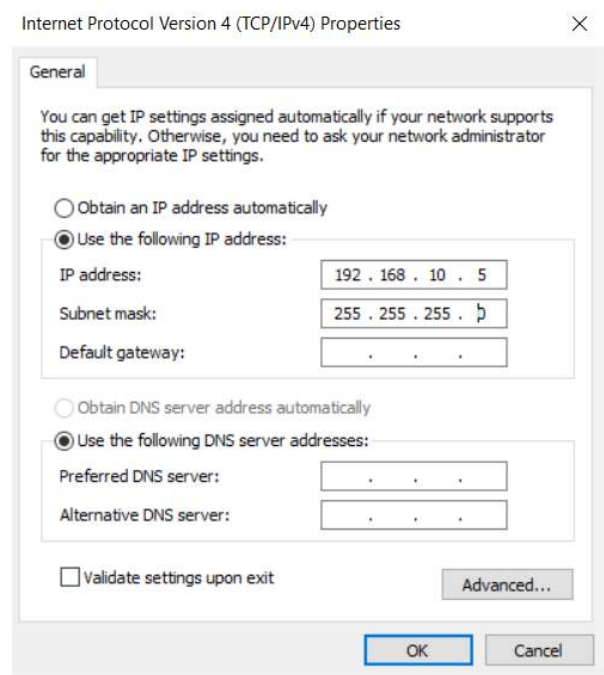 Internet Protocol Version 4 (TCP/IPv4) Properties
General
You can get IP settings assigned automatically if your network supports
this capability. Otherwise, you need to ask your network administrator
for the appropriate IP settings.
Obtain an IP address automatically
Use the following IP address:
IP address: 192 . 168 . 10 . 5
Subnet mask: 255 . 255 . 255 . 0
Default gateway: . . .
Obtain DNS server address automatically
Use the following DNS server addresses:
Preferred DNS server: . . .
Alternative DNS server: . . .
Validate settings upon exit
Advanced...
OK Cancel